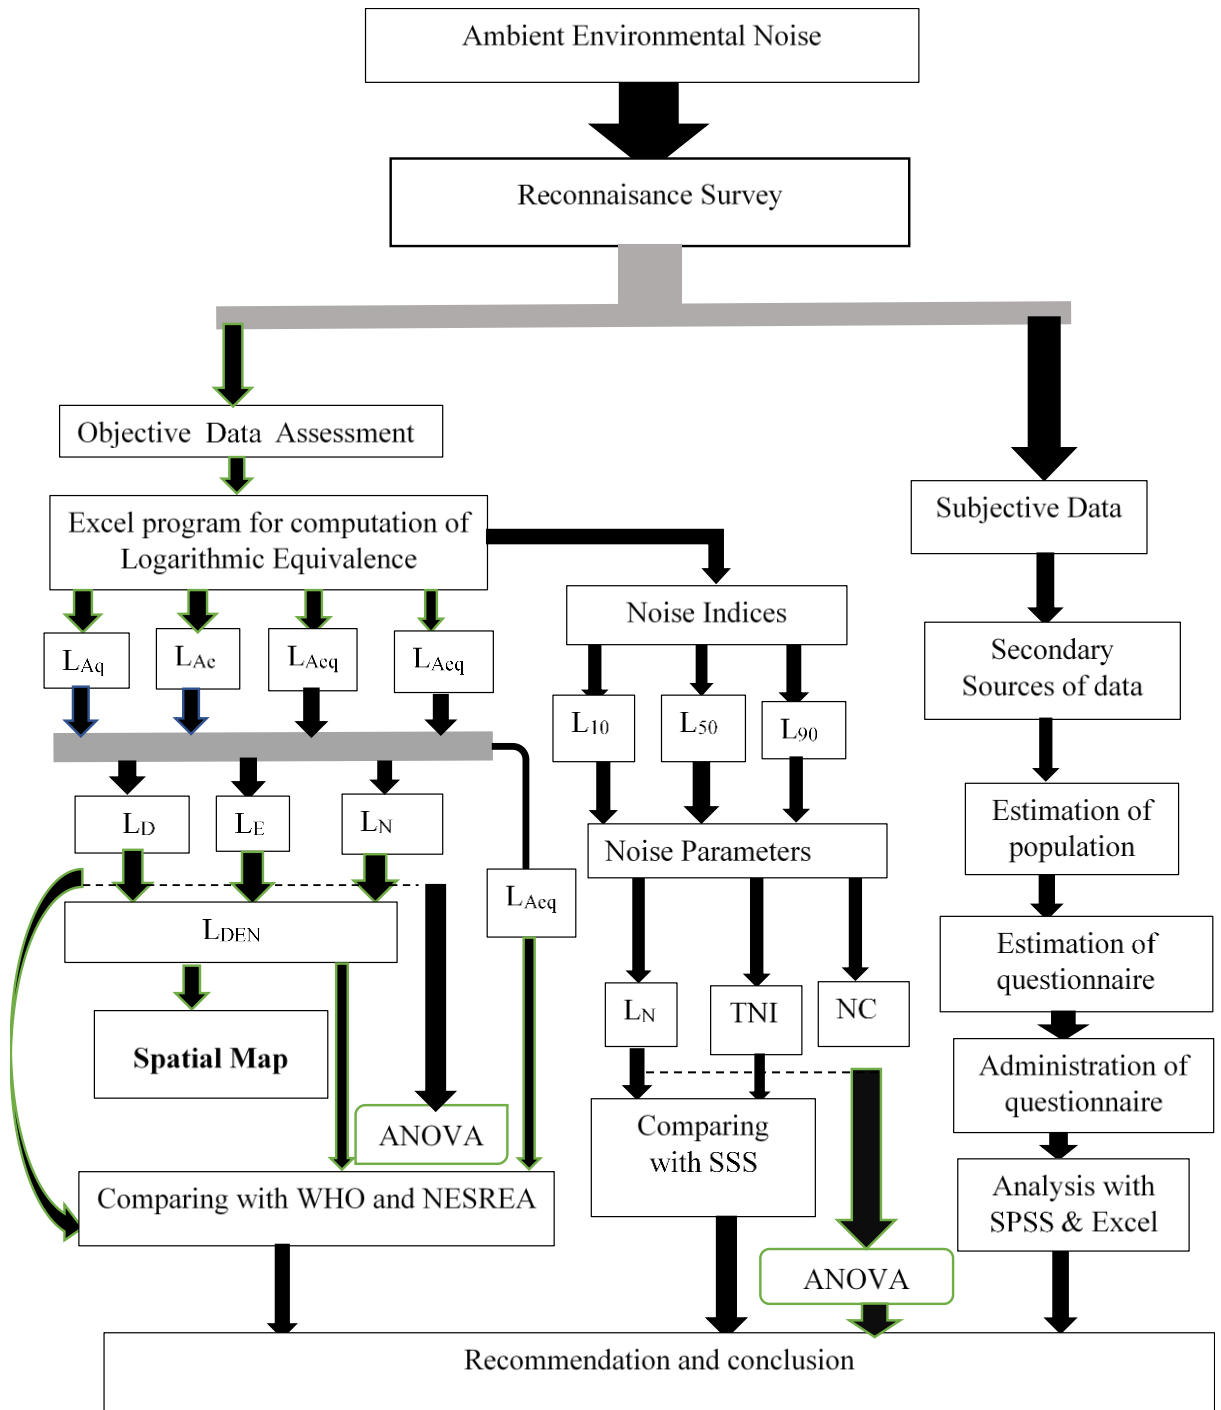 Ambient Environmental Noise
Reconnaisance Survey
Objective Data Assessment
Excel program for computation of
Logarithmic Equivalence
Subjective Data
Noise Indices
Secondary
Sources of data
LAq
LAe
LAeq
LAeq
L10
L50
L90
Estimation of
population
LD
LE
LN
Noise Parameters
LAeq
LDEN
Estimation of
questionnaire
LN
TNI
NC
Spatial Map
Administration of
questionnaire
ANOVA
Comparing
with SSS
Comparing with WHO and NESREA
Analysis with
SPSS & Excel
ANOVA
Recommendation and conclusion